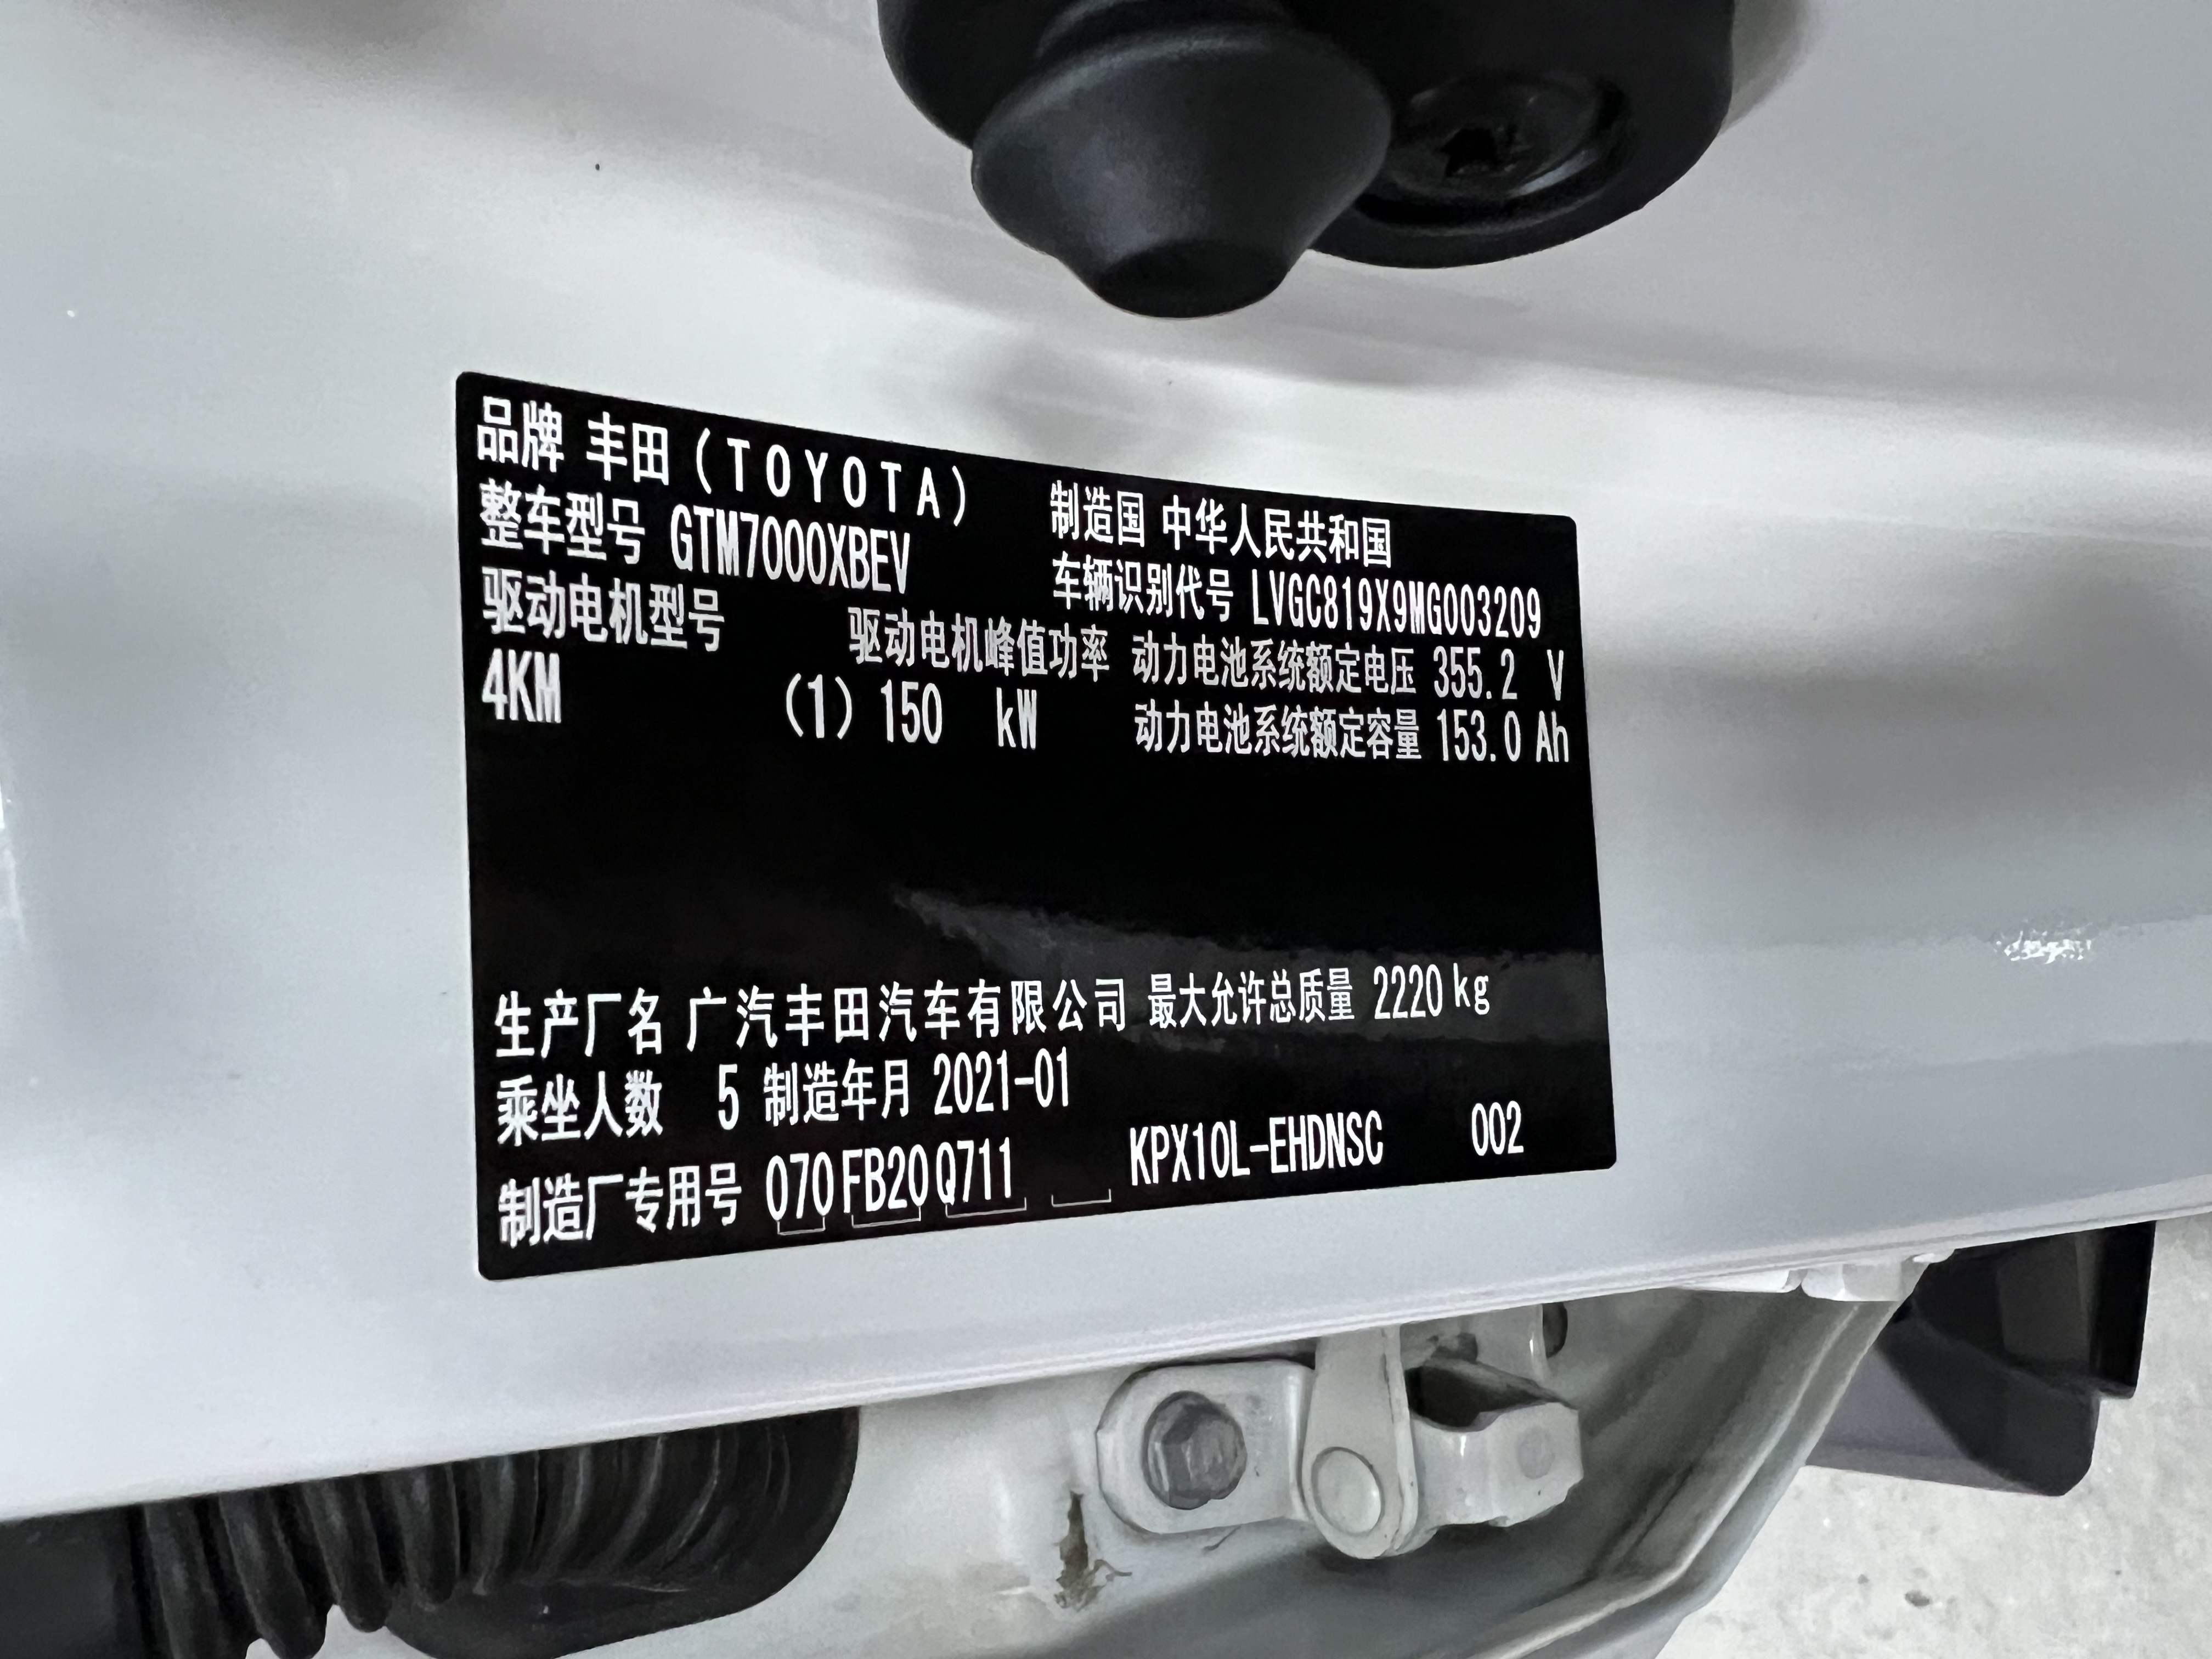 品牌 丰田(TOYOTA)
制造国 中华人民共和国
整车型号 GTM7000XBEV
车辆识别代号 LVGC819X9MG003209
驱动电机型号
驱动电机峰值功率
动力电池系统额定电压 355.2 V
4KM
(1) 150 kW
动力电池系统额定容量 153.0 Ah
生产厂名 广汽丰田汽车有限公司 最大允许总质量 2220kg
乘坐人数 5 制造年月 2021-01
制造厂专用号 070 FB20 Q711 KPX10L-EHDNSC 002